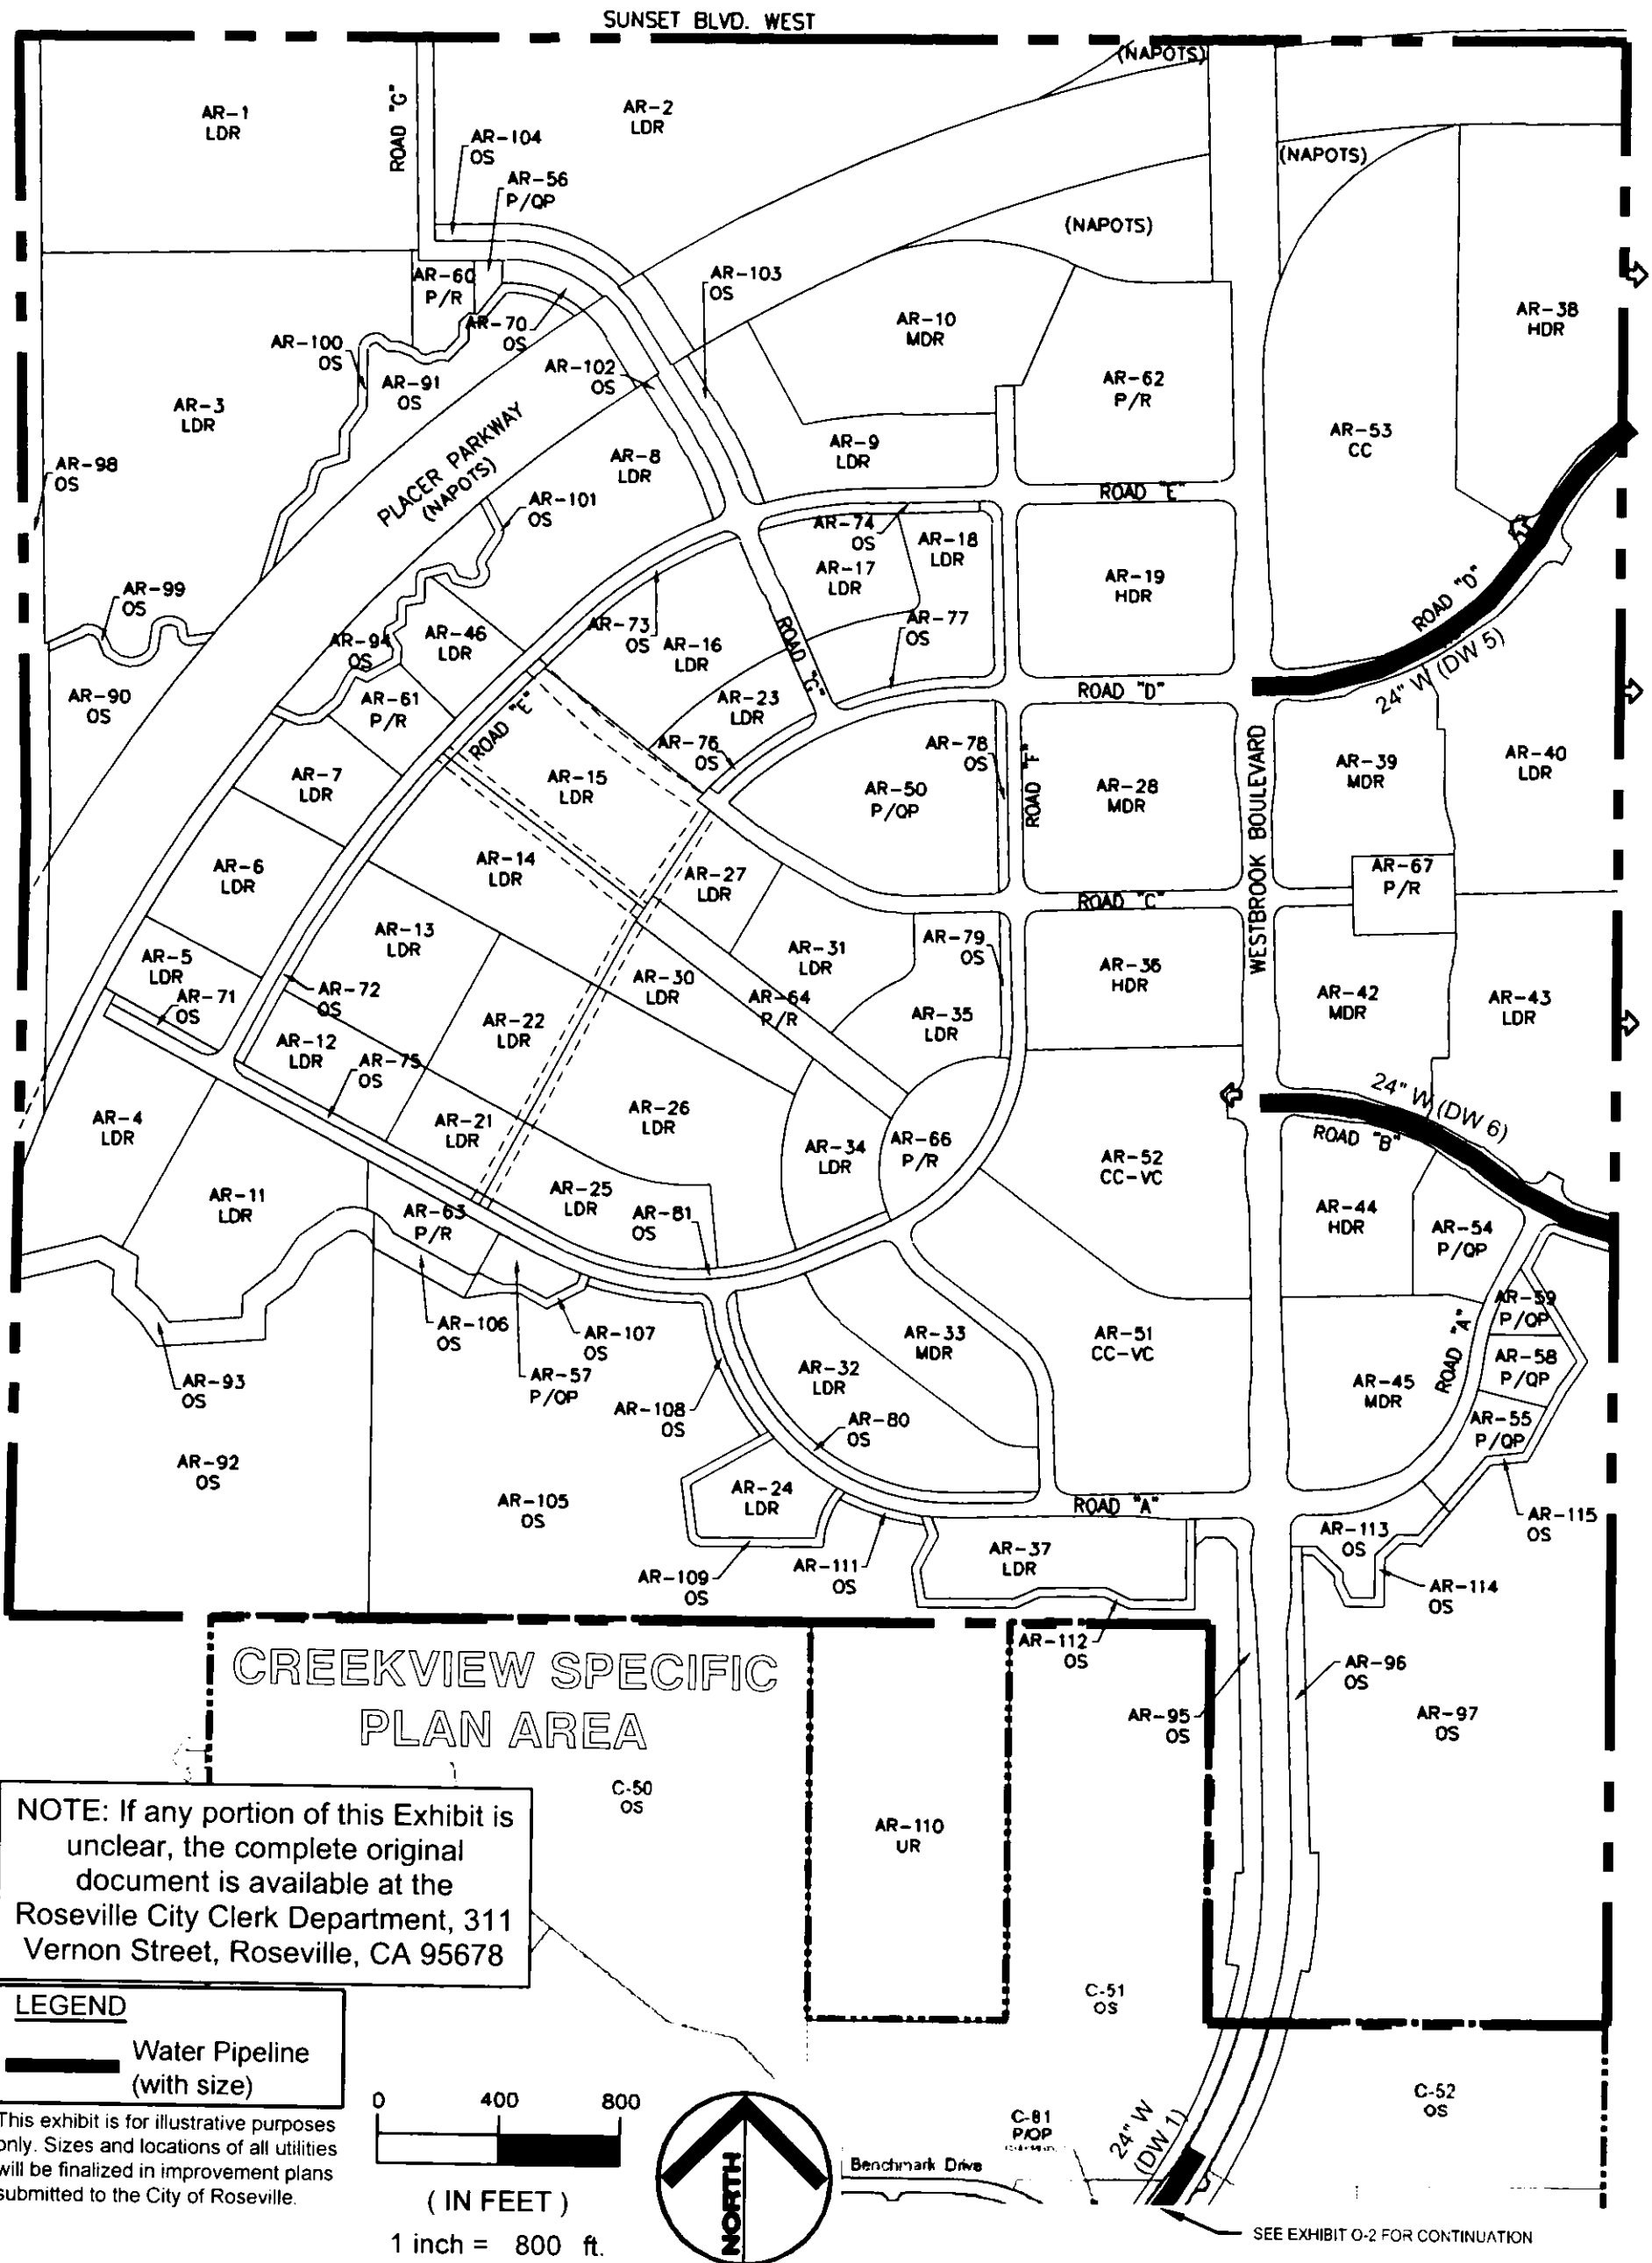 SUNSET BLVD. WEST
(NAPOTS)
AR-1
LDR
ROAD "G"
AR-2
LDR
AR-104
OS
AR-56
P/QP
(NAPOTS)
(NAPOTS)
AR-60
P/R
AR-103
OS
AR-70
OS
AR-10
MDR
AR-38
HDR
AR-100
OS
AR-102
OS
AR-91
OS
AR-62
P/R
AR-3
LDR
PLACER PARKWAY
(NAPOTS)
AR-8
LDR
AR-9
LDR
AR-53
CC
AR-98
OS
AR-101
OS
ROAD "E"
AR-74
OS
AR-18
LDR
AR-17
LDR
AR-19
HDR
ROAD "D"
24" W (DW 5)
AR-99
OS
AR-94
OS
AR-46
LDR
AR-73
OS
AR-16
LDR
ROAD "G"
AR-77
OS
AR-90
OS
AR-61
P/R
ROAD "E"
AR-23
LDR
ROAD "D"
AR-76
OS
AR-78
OS
ROAD "F"
AR-7
LDR
AR-15
LDR
AR-50
P/QP
AR-28
MDR
WESTBROOK BOULEVARD
AR-39
MDR
AR-40
LDR
AR-6
LDR
AR-14
LDR
AR-27
LDR
AR-67
P/R
ROAD "C"
AR-13
LDR
AR-5
LDR
AR-71
OS
AR-72
OS
AR-31
LDR
AR-79
OS
AR-36
HDR
AR-30
LDR
AR-64
P/R
AR-42
MDR
AR-43
LDR
AR-22
LDR
AR-35
LDR
AR-12
LDR
AR-75
OS
24" W (DW 6)
ROAD "B"
AR-4
LDR
AR-21
LDR
AR-26
LDR
AR-34
LDR
AR-66
P/R
AR-52
CC-VC
AR-11
LDR
AR-63
P/R
AR-25
LDR
AR-81
OS
AR-44
HDR
AR-54
P/QP
AR-59
P/QP
AR-106
OS
AR-107
OS
AR-57
P/QP
AR-33
MDR
AR-51
CC-VC
ROAD "A"
AR-58
P/QP
AR-93
OS
AR-32
LDR
AR-45
MDR
AR-108
OS
AR-80
OS
AR-55
P/QP
AR-92
OS
AR-105
OS
AR-24
LDR
ROAD "A"
AR-113
OS
AR-115
OS
AR-109
OS
AR-111
OS
AR-37
LDR
AR-114
OS
AR-112
OS
AR-96
OS
AR-95
OS
AR-97
OS
CREEKVIEW SPECIFIC
PLAN AREA
C-50
OS
AR-110
UR
NOTE: If any portion of this Exhibit is
unclear, the complete original
document is available at the
Roseville City Clerk Department, 311
Vernon Street, Roseville, CA 95678
C-51
OS
LEGEND
Water Pipeline
(with size)
This exhibit is for illustrative purposes
only. Sizes and locations of all utilities
will be finalized in improvement plans
submitted to the City of Roseville.
0 400 800
( IN FEET )
1 inch = 800 ft.
NORTH
C-81
P/QP
Benchmark Drive
24" W
(DW 1)
C-52
OS
SEE EXHIBIT O-2 FOR CONTINUATION